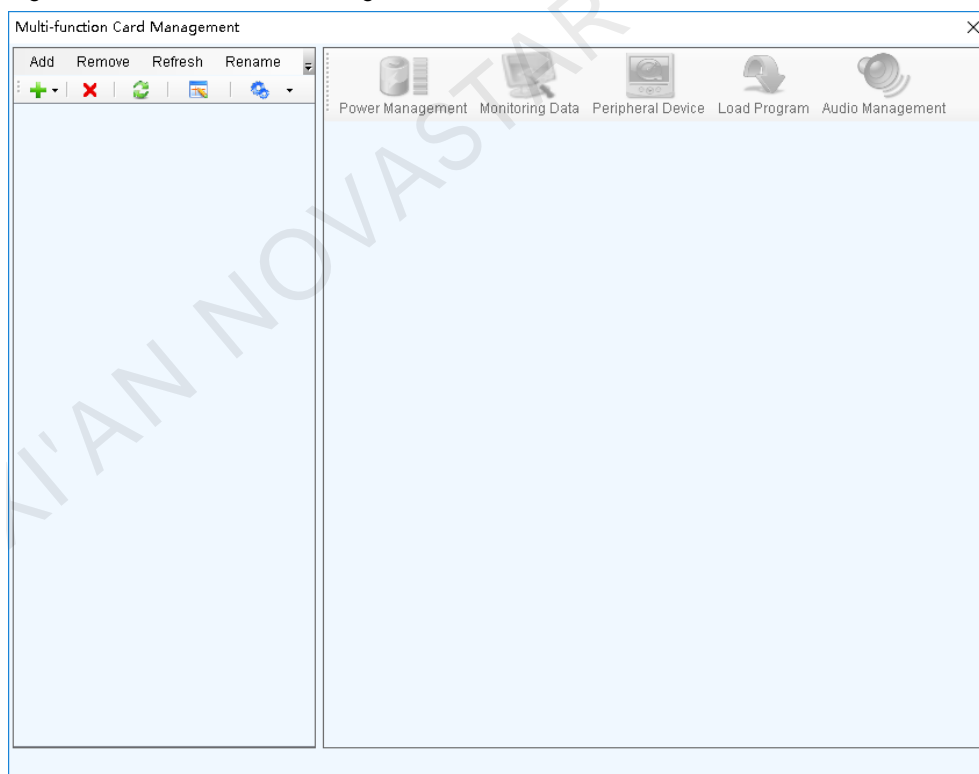 Multi-function Card Management
Add Remove Refresh Rename
Power Management Monitoring Data Peripheral Device Load Program Audio Management
XI'AN NOVASTAR